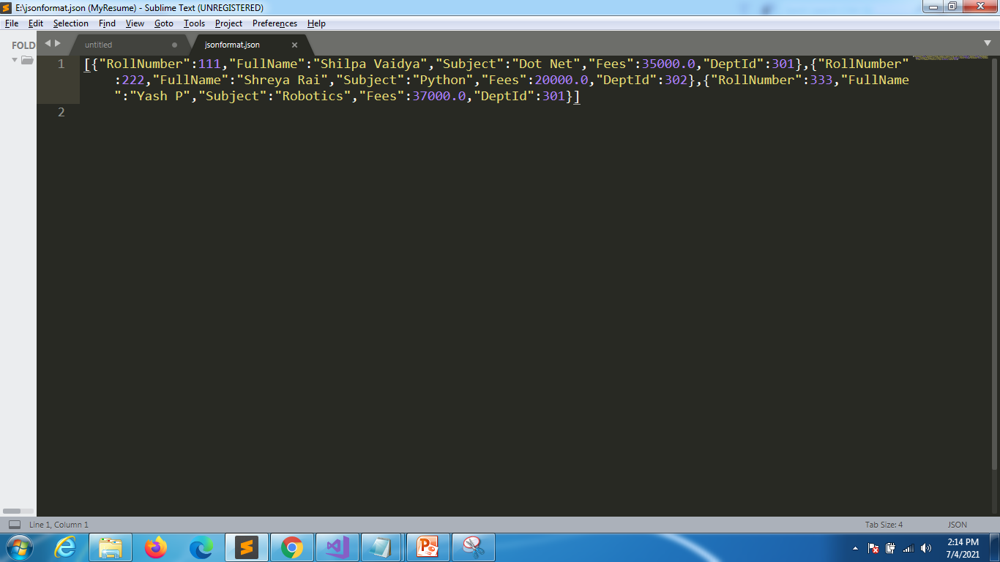 E:\jsonformat.json (MyResume) - Sublime Text (UNREGISTERED)
File Edit Selection Find View Goto Tools Project Preferences Help
FOLD
untitled
jsonformat.json
1 [{"RollNumber":111,"FullName":"Shilpa Vaidya","Subject":"Dot Net","Fees":35000.0,"DeptId":301},{"RollNumber"
:222,"FullName":"Shreya Rai","Subject":"Python","Fees":20000.0,"DeptId":302},{"RollNumber":333,"FullName
":"Yash P","Subject":"Robotics","Fees":37000.0,"DeptId":301}]
2
Line 1, Column 1
Tab Size: 4
JSON
2:14 PM
7/4/2021